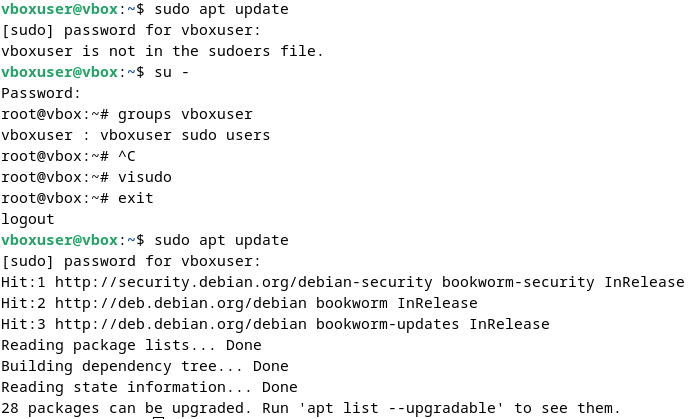 vboxuser@vbox:~$ sudo apt update
[sudo] password for vboxuser:
vboxuser is not in the sudoers file.
vboxuser@vbox:~$ su -
Password:
root@vbox:~# groups vboxuser
vboxuser : vboxuser sudo users
root@vbox:~# ^C
root@vbox:~# visudo
root@vbox:~# exit
logout
vboxuser@vbox:~$ sudo apt update
[sudo] password for vboxuser:
Hit:1 http://security.debian.org/debian-security bookworm-security InRelease
Hit:2 http://deb.debian.org/debian bookworm InRelease
Hit:3 http://deb.debian.org/debian bookworm-updates InRelease
Reading package lists... Done
Building dependency tree... Done
Reading state information... Done
28 packages can be upgraded. Run 'apt list --upgradable' to see them.